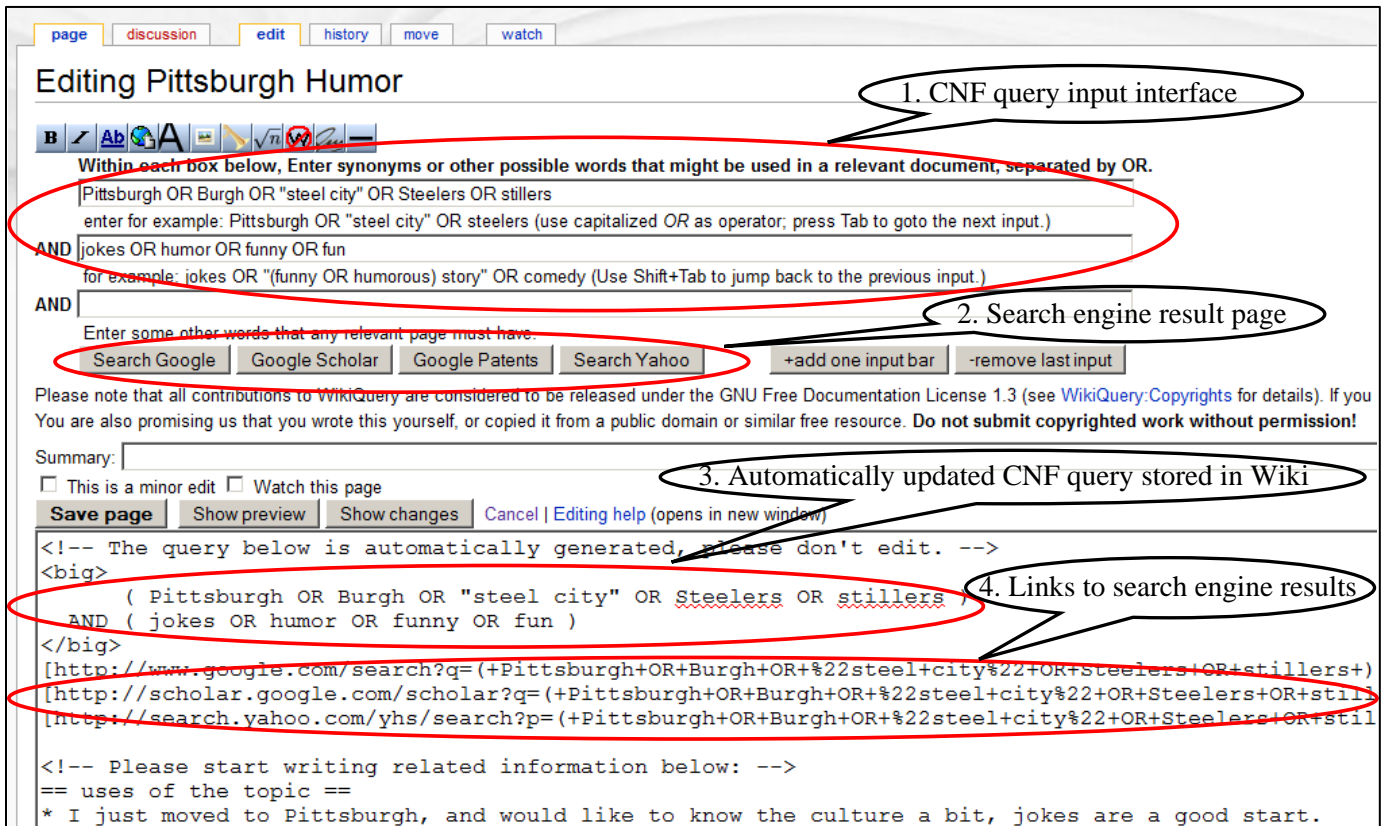 page discussion edit history move watch
Editing Pittsburgh Humor
1. CNF query input interface
B I Ab A √n W
Within each box below, Enter synonyms or other possible words that might be used in a relevant document, separated by OR.
Pittsburgh OR Burgh OR "steel city" OR Steelers OR stillers
enter for example: Pittsburgh OR "steel city" OR steelers (use capitalized OR as operator; press Tab to goto the next input.)
AND jokes OR humor OR funny OR fun
for example: jokes OR "(funny OR humorous) story" OR comedy (Use Shift+Tab to jump back to the previous input.)
AND
2. Search engine result page
Enter some other words that any relevant page must have.
Search Google Google Scholar Google Patents Search Yahoo +add one input bar -remove last input
Please note that all contributions to WikiQuery are considered to be released under the GNU Free Documentation License 1.3 (see WikiQuery:Copyrights for details). If you
You are also promising us that you wrote this yourself, or copied it from a public domain or similar free resource. Do not submit copyrighted work without permission!
Summary:
3. Automatically updated CNF query stored in Wiki
This is a minor edit Watch this page
Save page Show preview Show changes Cancel | Editing help (opens in new window)
<!-- The query below is automatically generated, please don't edit. -->
<big>
( Pittsburgh OR Burgh OR "steel city" OR Steelers OR stillers )
4. Links to search engine results
AND ( jokes OR humor OR funny OR fun )
</big>
[http://www.google.com/search?q=(+Pittsburgh+OR+Burgh+OR+%22steel+city%22+OR+Steelers+OR+stillers+)
[http://scholar.google.com/scholar?q=(+Pittsburgh+OR+Burgh+OR+%22steel+city%22+OR+Steelers+OR+still
[http://search.yahoo.com/yhs/search?p=(+Pittsburgh+OR+Burgh+OR+%22steel+city%22+OR+Steelers+OR+stil
<!-- Please start writing related information below: -->
== uses of the topic ==
* I just moved to Pittsburgh, and would like to know the culture a bit, jokes are a good start.